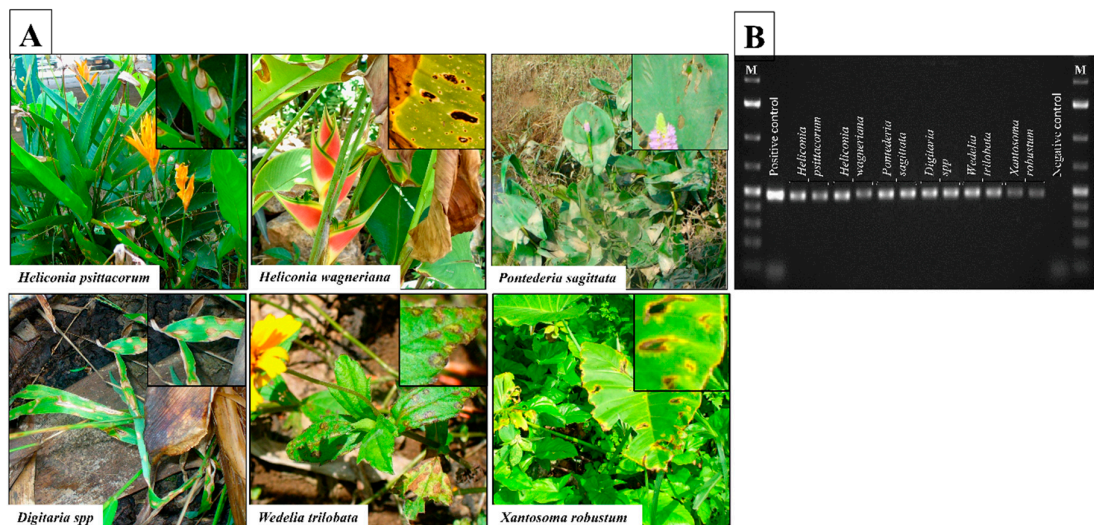 A
B
Heliconia psittacorum
Heliconia wagneriana
Pontederia sagittata
Digitaria spp
Wedelia trilobata
Xantosoma robustum
M
Positive control
Heliconia
psittacorum
Heliconia
wagneriana
Pontederia
sagitata
Digitaria
spp
Wedelia
trilobata
Xantosoma
robustum
Negative control
M